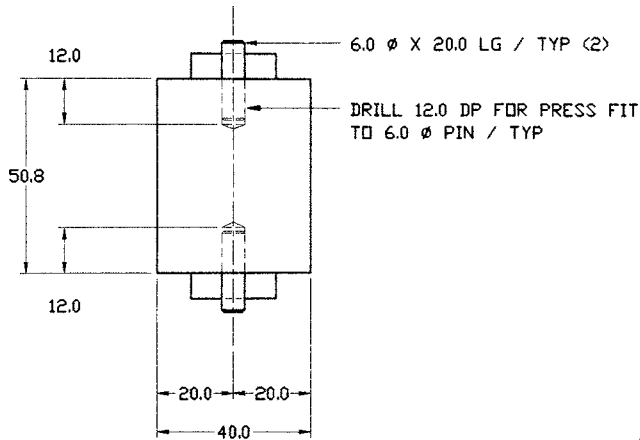 6.0 ø X 20.0 LG / TYP (2)
12.0
DRILL 12.0 DP FOR PRESS FIT
TO 6.0 ø PIN / TYP
50.8
12.0
20.0
20.0
40.0